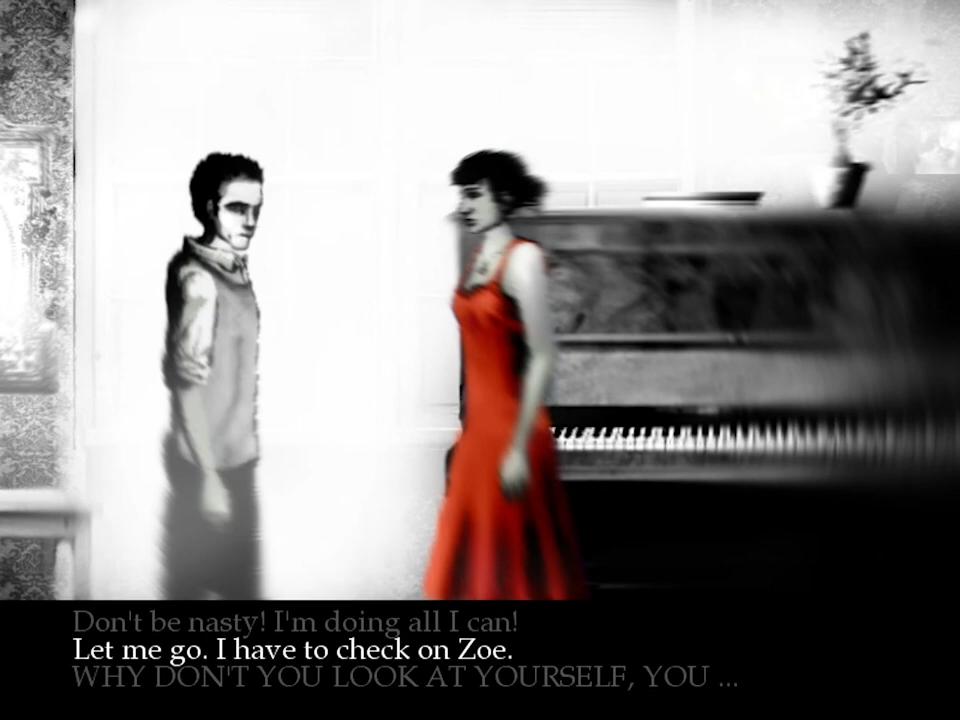 Don't be nasty! I'm doing all I can!
Let me go. I have to check on Zoe.
WHY DON'T YOU LOOK AT YOURSELF, YOU ...